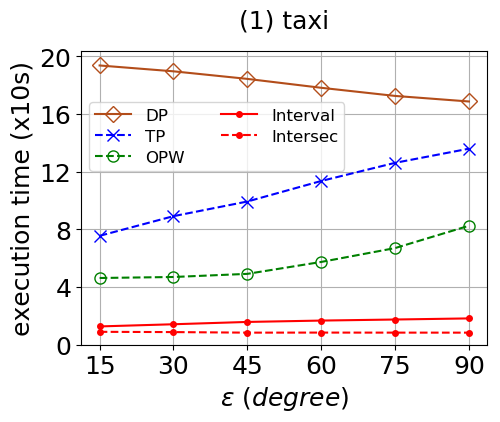 (1) taxi
execution time (x10s)
20
16
12
8
4
0
DP
TP
OPW
Interval
Intersec
15 30 45 60 75 90
ε (degree)